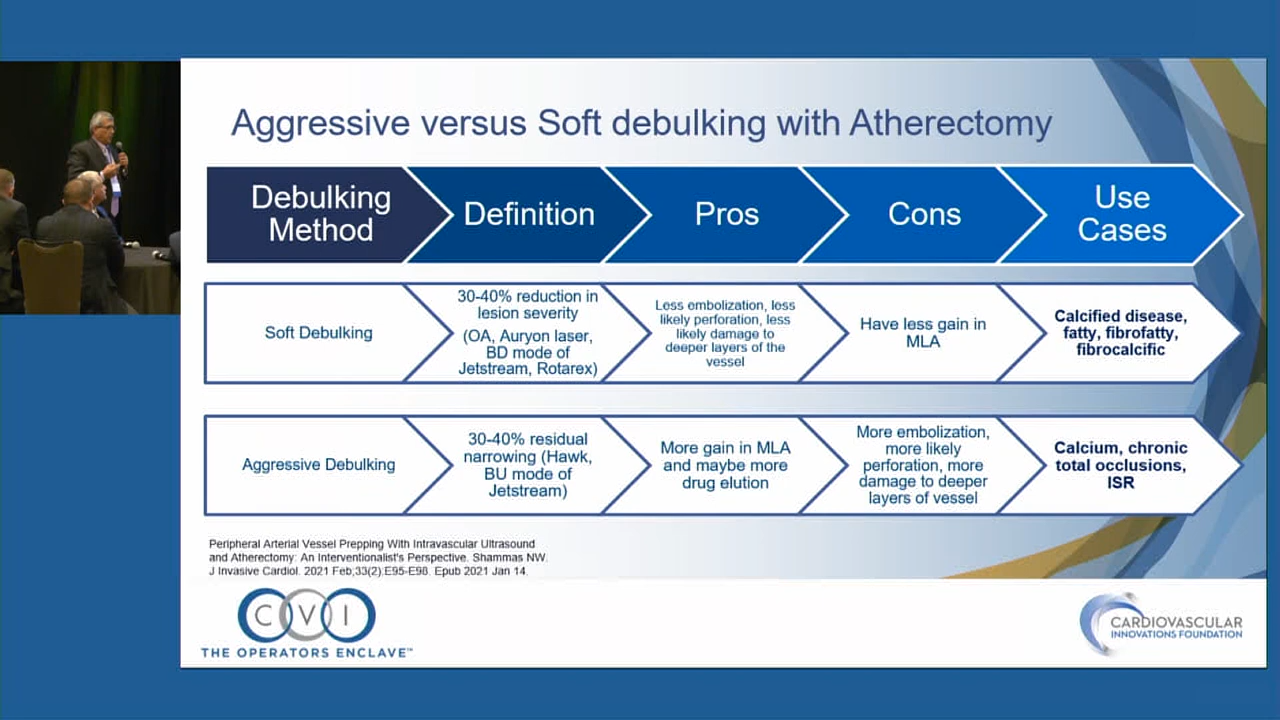 Aggressive versus Soft debulking with Atherectomy
Debulking
Method
Definition
Pros
Cons
Use
Cases
Soft Debulking
30-40% reduction in
lesion severity
(OA, Auryon laser,
BD mode of
Jetstream, Rotarex)
Less embolization, less
likely perforation, less
likely damage to
deeper layers of the
vessel
Have less gain in
MLA
Calcified disease,
fatty, fibrofatty,
fibrocalcific
Aggressive Debulking
30-40% residual
narrowing (Hawk,
BU mode of
Jetstream)
More gain in MLA
and maybe more
drug elution
More embolization,
more likely
perforation, more
damage to deeper
layers of vessel
Calcium, chronic
total occlusions,
ISR
Peripheral Arterial Vessel Prepping With Intravascular Ultrasound
and Atherectomy: An Interventionalist's Perspective. Shammas NW.
J Invasive Cardiol. 2021 Feb;33(2):E95-E98. Epub 2021 Jan 14.
CVI
THE OPERATORS ENCLAVE™
CARDIOVASCULAR
INNOVATIONS FOUNDATION